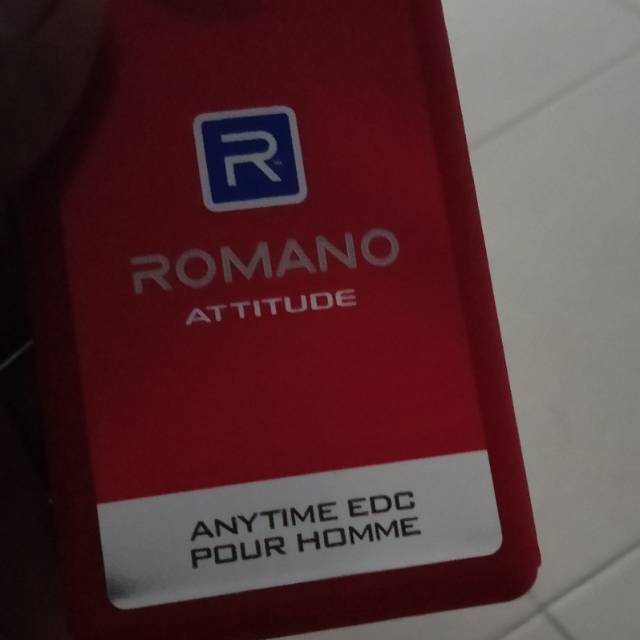 R
ROMANO
ATTITUDE
ANYTIME EDC
POUR HOMME